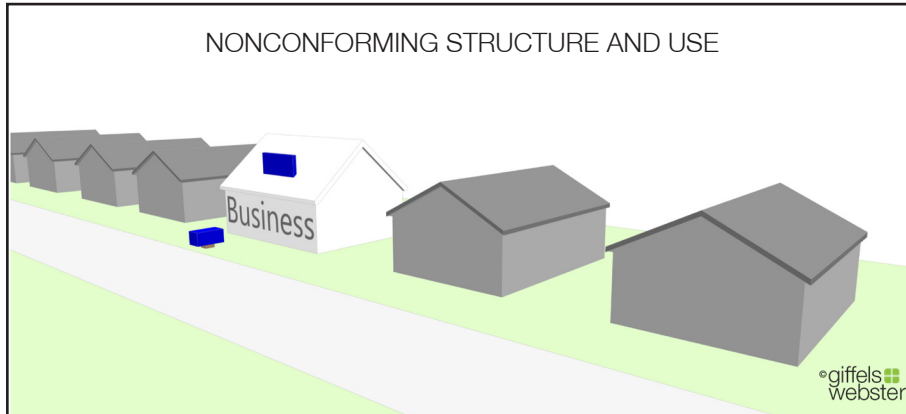 NONCONFORMING STRUCTURE AND USE
Business
©giffels
webster